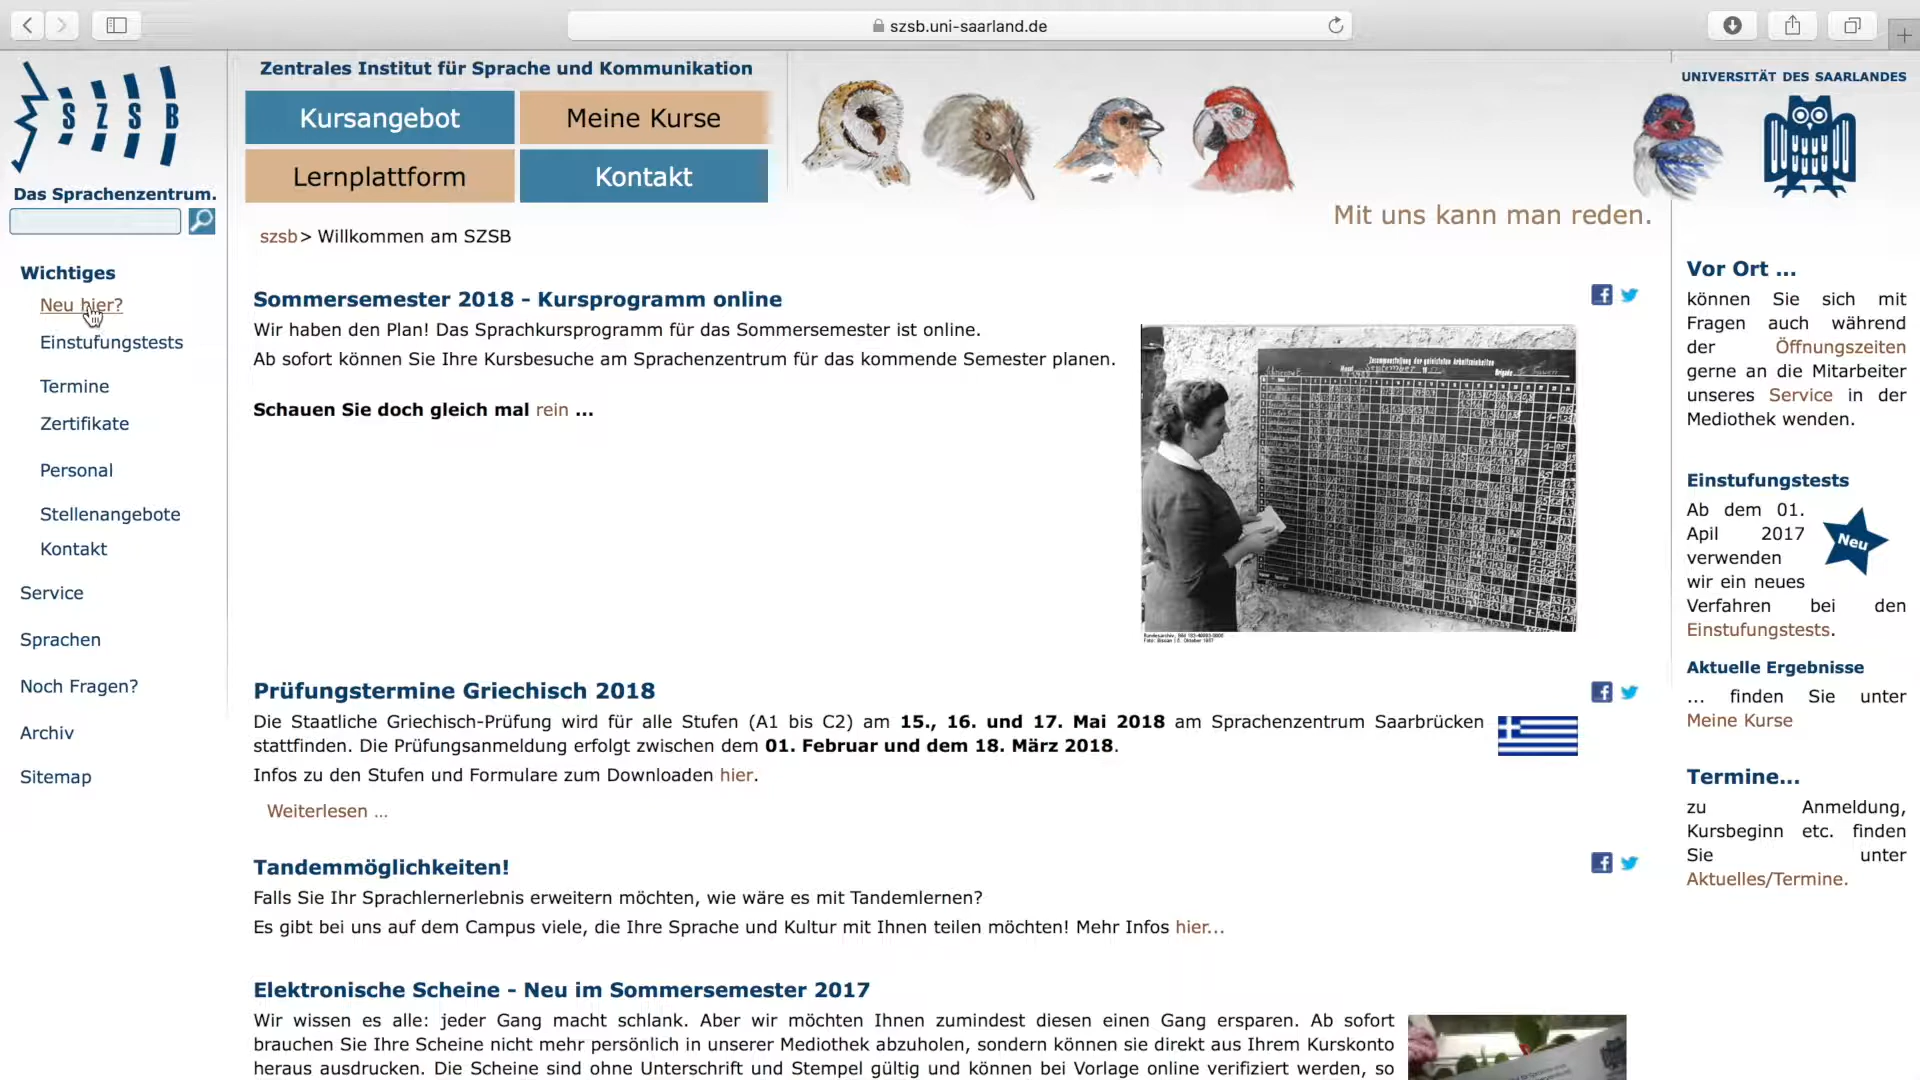 szsb.uni-saarland.de
SZSB
Das Sprachenzentrum.
Zentrales Institut für Sprache und Kommunikation
Kursangebot
Meine Kurse
Lernplattform
Kontakt
UNIVERSITÄT DES SAARLANDES
Mit uns kann man reden.
szsb> Willkommen am SZSB
Wichtiges
Neu hier?
Einstufungstests
Termine
Zertifikate
Personal
Stellenangebote
Kontakt
Service
Sprachen
Noch Fragen?
Archiv
Sitemap
Sommersemester 2018 - Kursprogramm online
Wir haben den Plan! Das Sprachkursprogramm für das Sommersemester ist online.
Ab sofort können Sie Ihre Kursbesuche am Sprachenzentrum für das kommende Semester planen.
Schauen Sie doch gleich mal rein ...
Zusammenstellung der geleisteten Arbeitseinheiten
Prüfungstermine Griechisch 2018
Die Staatliche Griechisch-Prüfung wird für alle Stufen (A1 bis C2) am 15., 16. und 17. Mai 2018 am Sprachenzentrum Saarbrücken
stattfinden. Die Prüfungsanmeldung erfolgt zwischen dem 01. Februar und dem 18. März 2018.
Infos zu den Stufen und Formulare zum Downloaden hier.
Weiterlesen ...
Tandemmöglichkeiten!
Falls Sie Ihr Sprachlernerlebnis erweitern möchten, wie wäre es mit Tandemlernen?
Es gibt bei uns auf dem Campus viele, die Ihre Sprache und Kultur mit Ihnen teilen möchten! Mehr Infos hier...
Elektronische Scheine - Neu im Sommersemester 2017
Wir wissen es alle: jeder Gang macht schlank. Aber wir möchten Ihnen zumindest diesen einen Gang ersparen. Ab sofort
brauchen Sie Ihre Scheine nicht mehr persönlich in unserer Mediothek abzuholen, sondern können sie direkt aus Ihrem Kurskonto
heraus ausdrucken. Die Scheine sind ohne Unterschrift und Stempel gültig und können bei Vorlage online verifiziert werden, so
Vor Ort ...
können Sie sich mit
Fragen auch während
der Öffnungszeiten
gerne an die Mitarbeiter
unseres Service in der
Mediothek wenden.
Einstufungstests
Ab dem 01.
Apil 2017
verwenden
wir ein neues
Verfahren bei den
Einstufungstests.
Neu
Aktuelle Ergebnisse
... finden Sie unter
Meine Kurse
Termine...
zu Anmeldung,
Kursbeginn etc. finden
Sie unter
Aktuelles/Termine.